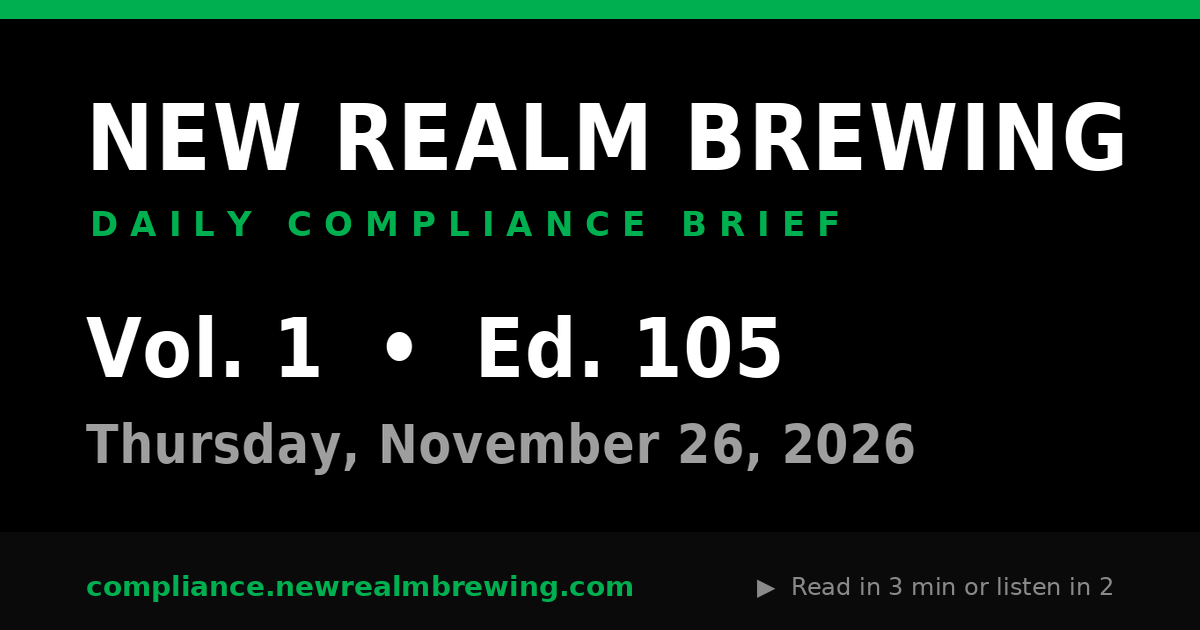 NEW REALM BREWING
DAILY COMPLIANCE BRIEF
Vol. 1 • Ed. 105
Thursday, November 26, 2026
compliance.newrealmbrewing.com
▶ Read in 3 min or listen in 2